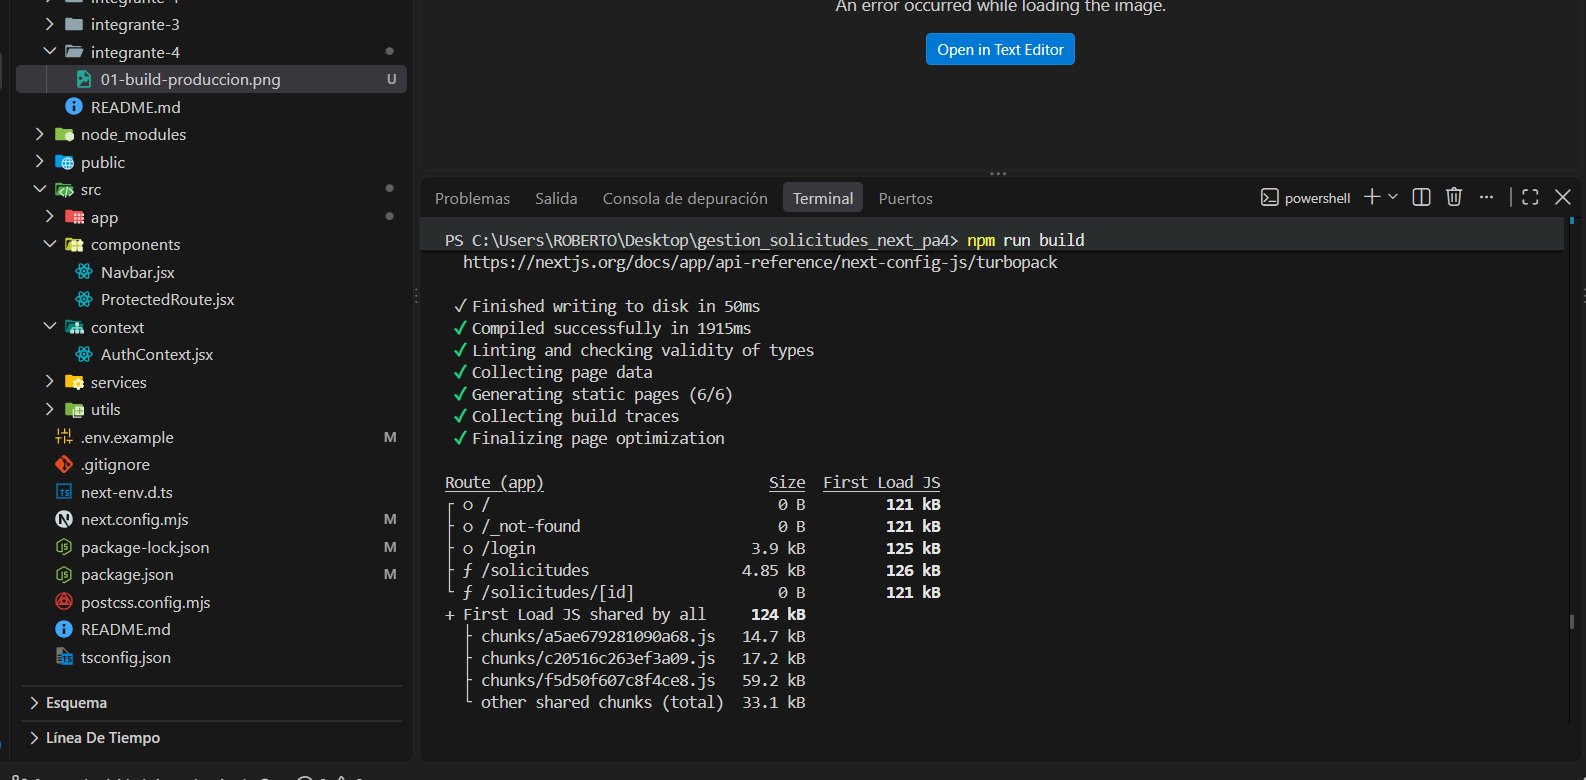 integrante-3
integrante-4
01-build-produccion.png U
README.md
node_modules
public
src
app
components
Navbar.jsx
ProtectedRoute.jsx
context
AuthContext.jsx
services
utils
.env.example M
.gitignore
next-env.d.ts
next.config.mjs M
package-lock.json M
package.json M
postcss.config.mjs
README.md
tsconfig.json
Esquema
Línea De Tiempo
An error occurred while loading the image.
Open in Text Editor
Problemas Salida Consola de depuración Terminal Puertos powershell
PS C:\Users\ROBERTO\Desktop\gestion_solicitudes_next_pa4> npm run build
https://nextjs.org/docs/app/api-reference/next-config-js/turbopack
✓ Finished writing to disk in 50ms
✓ Compiled successfully in 1915ms
✓ Linting and checking validity of types
✓ Collecting page data
✓ Generating static pages (6/6)
✓ Collecting build traces
✓ Finalizing page optimization
Route (app) Size First Load JS
┌ ○ / 0 B 121 kB
├ ○ /_not-found 0 B 121 kB
├ ○ /login 3.9 kB 125 kB
├ ƒ /solicitudes 4.85 kB 126 kB
└ ƒ /solicitudes/[id] 0 B 121 kB
+ First Load JS shared by all 124 kB
├ chunks/a5ae679281090a68.js 14.7 kB
├ chunks/c20516c263ef3a09.js 17.2 kB
├ chunks/f5d50f607c8f4ce8.js 59.2 kB
└ other shared chunks (total) 33.1 kB